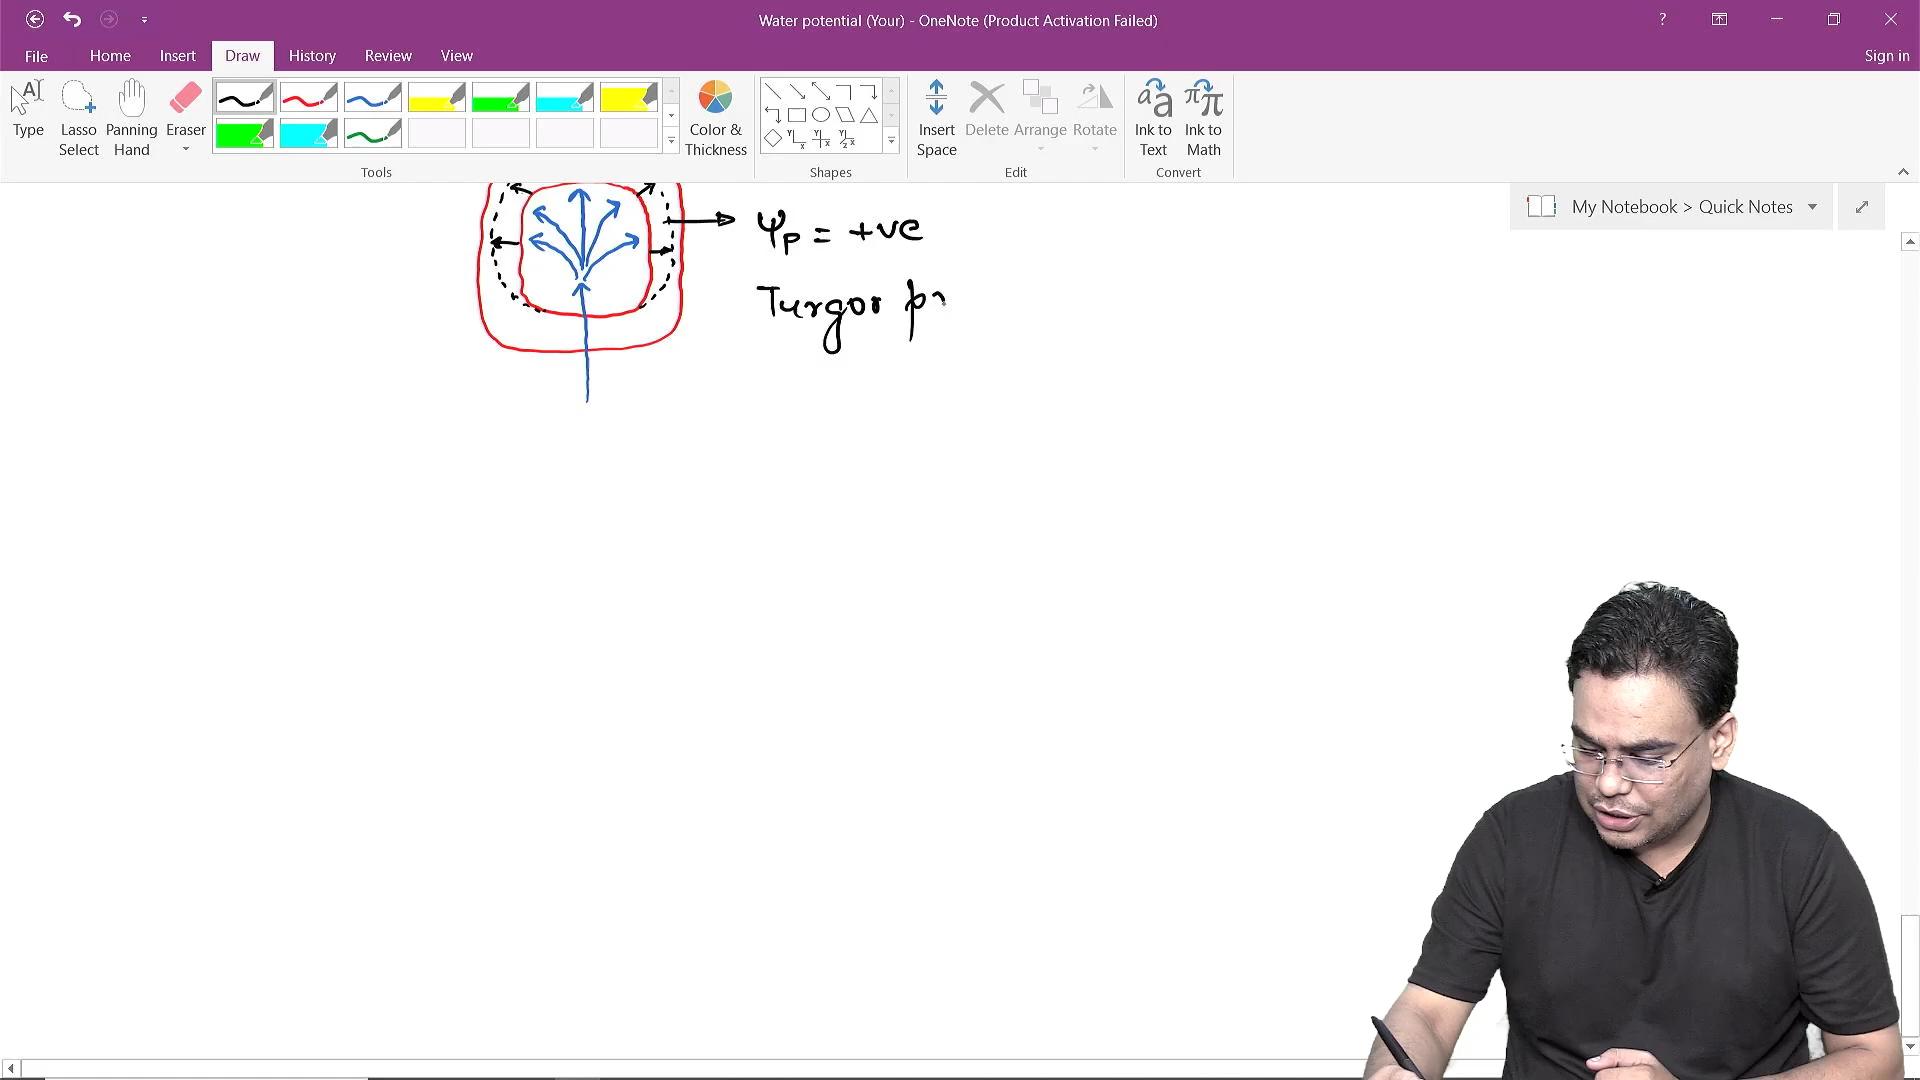 Water potential (Your) - OneNote (Product Activation Failed)
?
File Home Insert Draw History Review View
Sign in
Type
Lasso Select
Panning Hand
Eraser
Color & Thickness
Insert Space
Delete
Arrange
Rotate
Ink to Text
Ink to Math
Tools
Shapes
Edit
Convert
My Notebook > Quick Notes
Ψp = +ve
Turgor pr